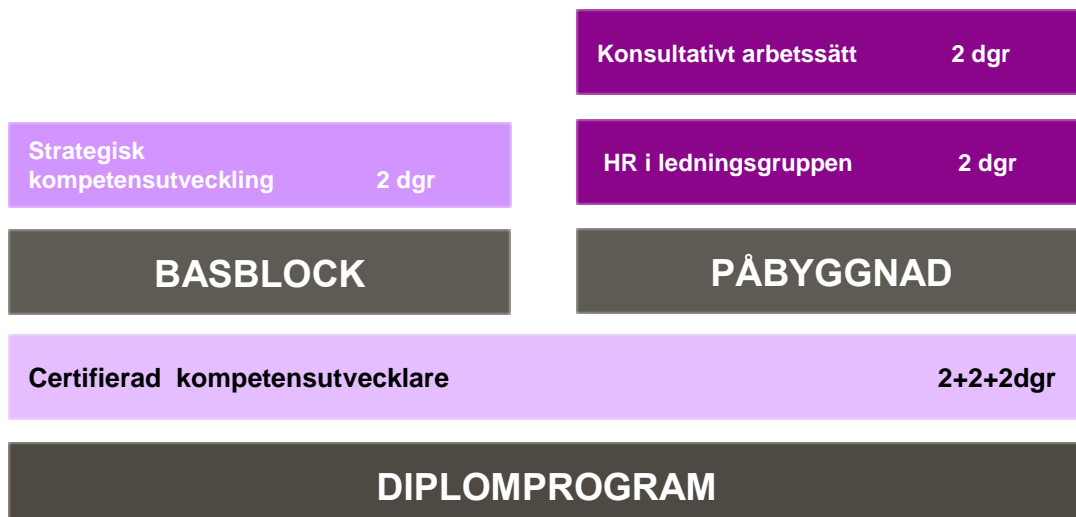 Konsultativt arbetssätt 2 dgr
Strategisk
kompetensutveckling 2 dgr
HR i ledningsgruppen 2 dgr
BASBLOCK
PÅBYGGNAD
Certifierad kompetensutvecklare 2+2+2dgr
DIPLOMPROGRAM